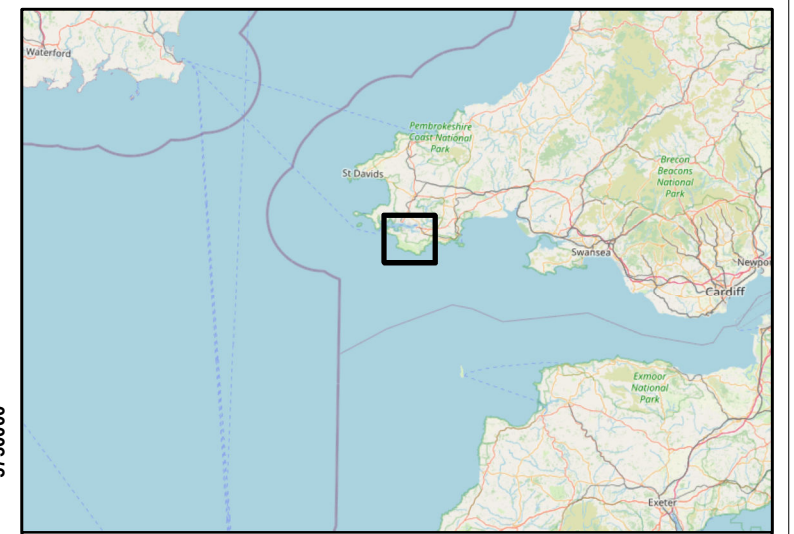 Waterford
Pembrokeshire
Coast National
Park
St Davids
Brecon
Beacons
National
Park
Swansea
Newpo
Cardiff
Exmoor
National
Park
Exeter